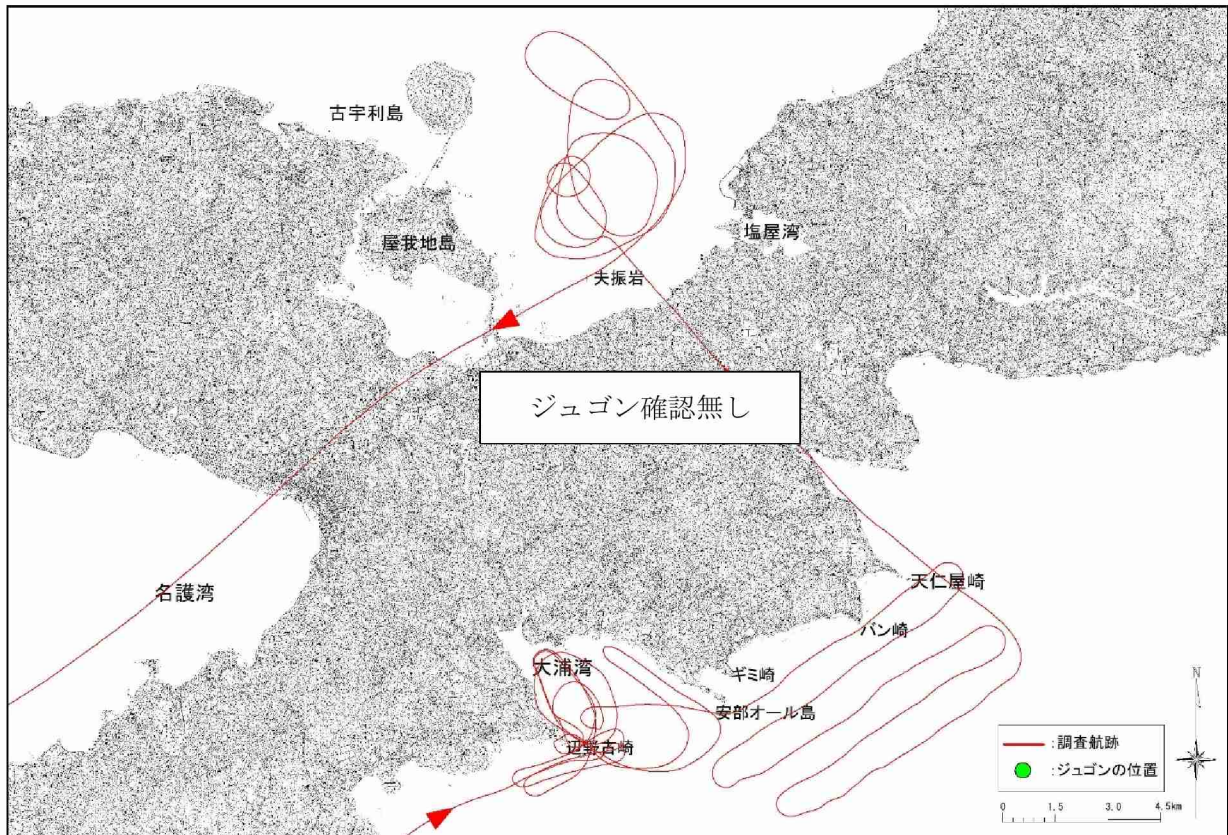 古宇利島
屋我地島
塩屋湾
夫振岩
ジュゴン確認無し
名護湾
天仁屋崎
バン崎
大浦湾
ギミ崎
安部オール島
辺野古崎
N
:調査航跡
:ジュゴンの位置
0 1.5 3.0 4.5km